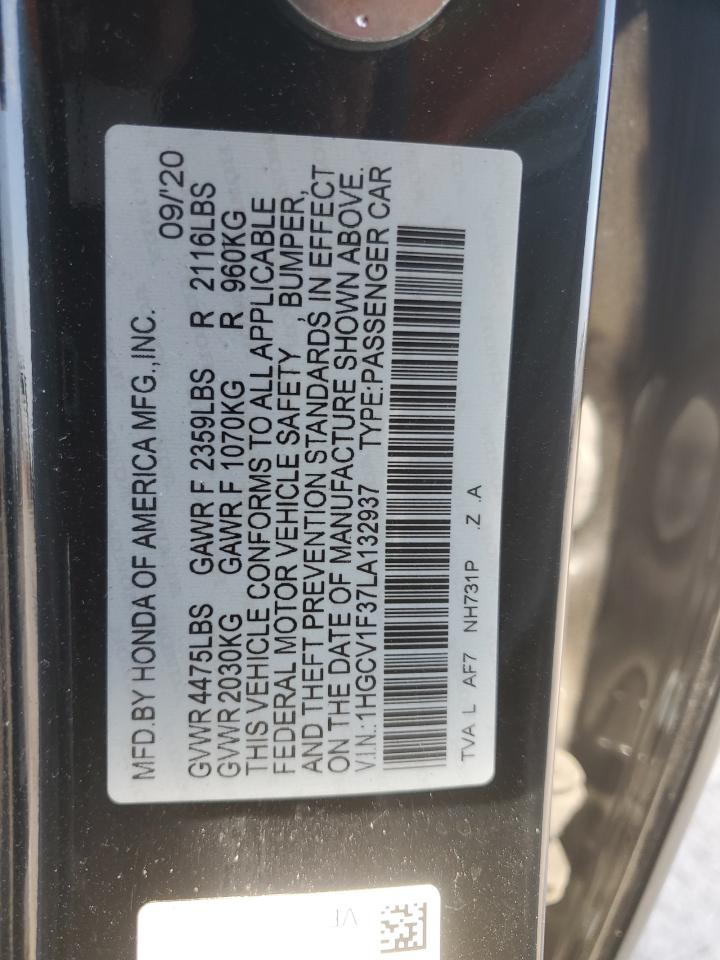 MFD.BY HONDA OF AMERICA MFG.,INC. 09/'20
GVWR 4475LBS GAWR F 2359LBS R 2116LBS
GVWR 2030KG GAWR F 1070KG R 960KG
THIS VEHICLE CONFORMS TO ALL APPLICABLE
FEDERAL MOTOR VEHICLE SAFETY, BUMPER,
AND THEFT PREVENTION STANDARDS IN EFFECT
ON THE DATE OF MANUFACTURE SHOWN ABOVE.
V.I.N.:1HGCV1F37LA132937 TYPE:PASSENGER CAR
TVA L AF7 NH731P .Z .A